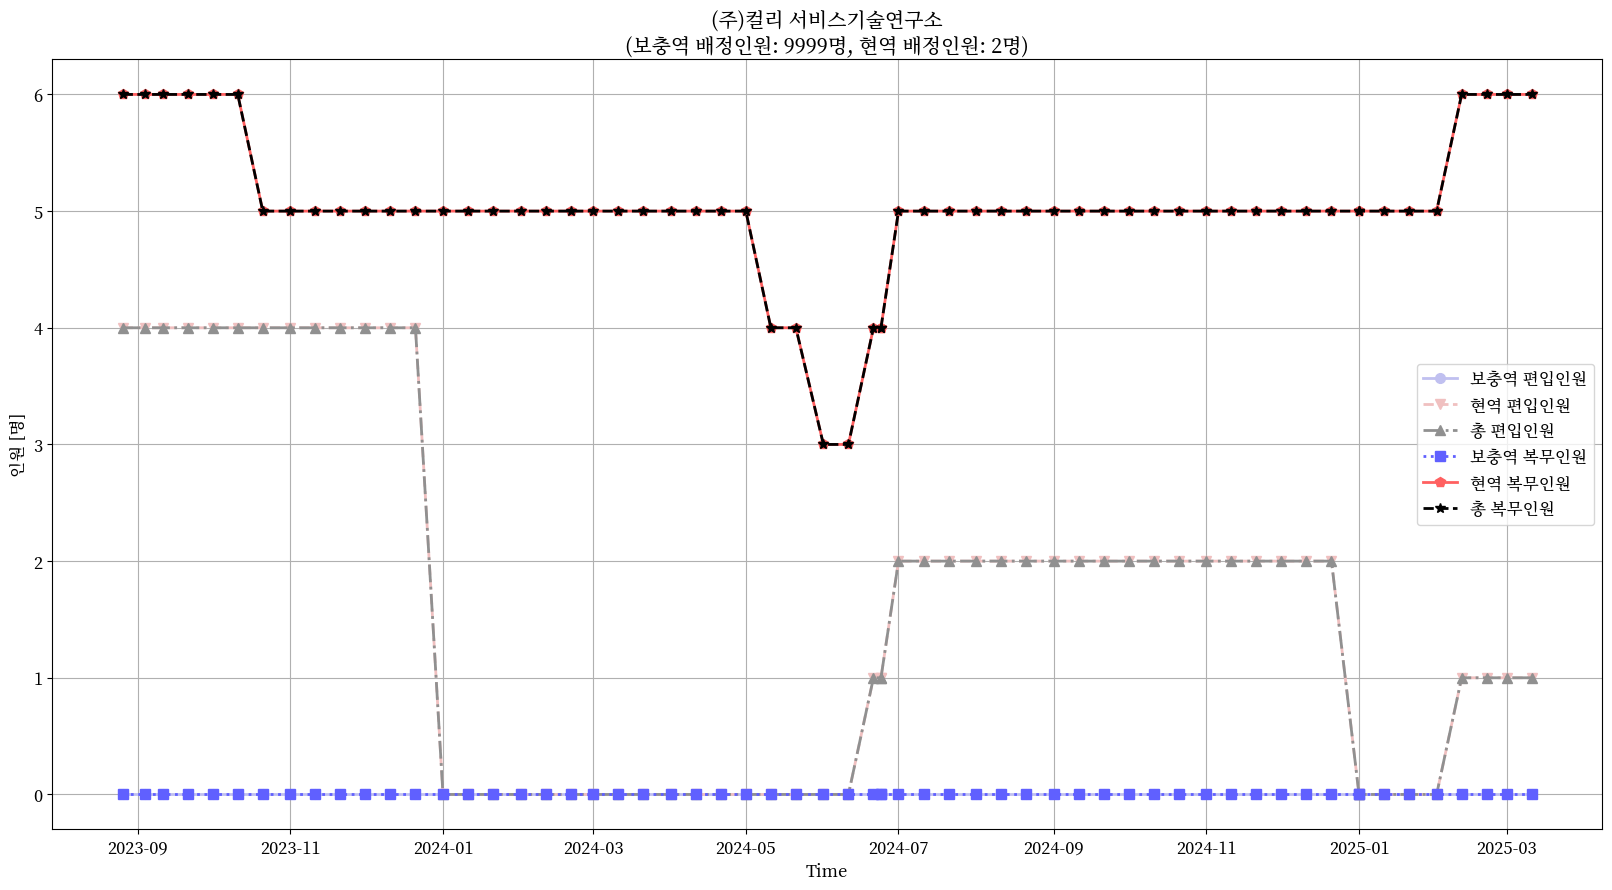 (주)컬리 서비스기술연구소
(보충역 배정인원: 9999명, 현역 배정인원: 2명)
인원 [명]
6
5
4
3
2
1
0
보충역 편입인원
현역 편입인원
총 편입인원
보충역 복무인원
현역 복무인원
총 복무인원
2023-09
2023-11
2024-01
2024-03
2024-05
2024-07
2024-09
2024-11
2025-01
2025-03
Time